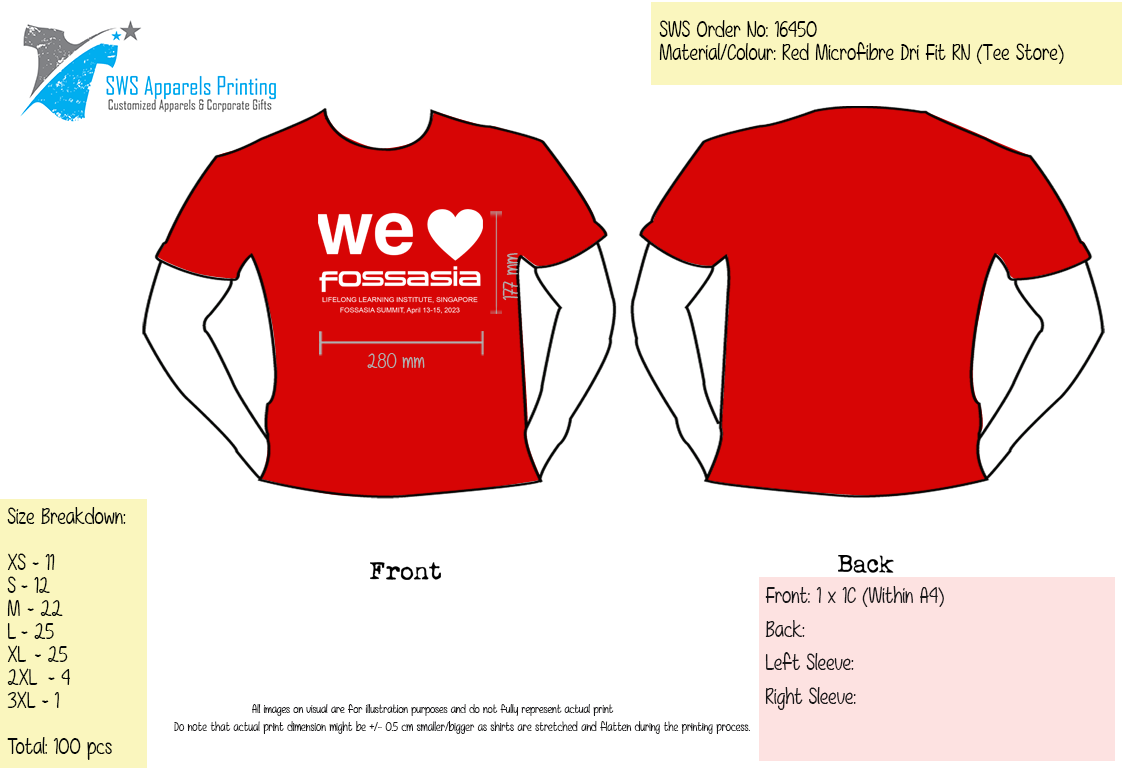 SWS Apparels Printing
Customized Apparels & Corporate Gifts
SWS Order No: 16450
Material/Colour: Red Microfibre Dri Fit RN (Tee Store)
we
fossasia
LIFELONG LEARNING INSTITUTE, SINGAPORE
FOSSASIA SUMMIT, April 13-15, 2023
177 mm
280 mm
Size Breakdown:
XS - 11
S - 12
M - 22
L - 25
XL - 25
2XL - 4
3XL - 1
Total: 100 pcs
Front
Back
Front: 1 x 1C (Within A4)
Back:
Left Sleeve:
Right Sleeve:
All images on visual are for illustration purposes and do not fully represent actual print
Do note that actual print dimension might be +/- 0.5 cm smaller/bigger as shirts are stretched and flatten during the printing process.